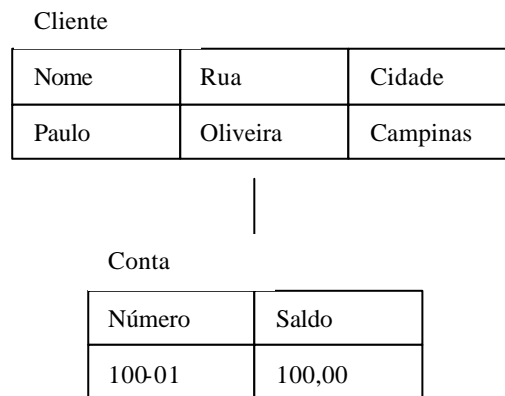 Cliente
Nome Rua Cidade
Paulo Oliveira Campinas
Conta
Número Saldo
100-01 100,00